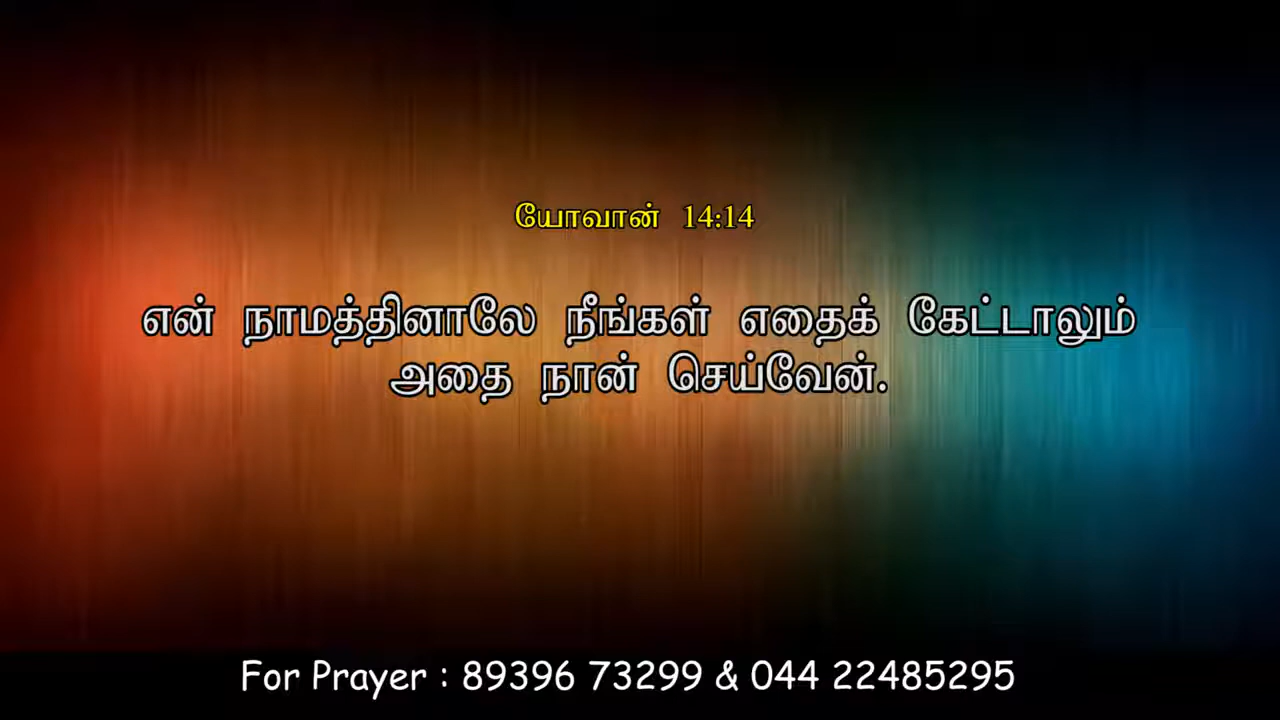 யோவான் 14:14
என் நாமத்தினாலே நீங்கள் எதைக் கேட்டாலும்
அதை நான் செய்வேன்.
For Prayer : 89396 73299 & 044 22485295